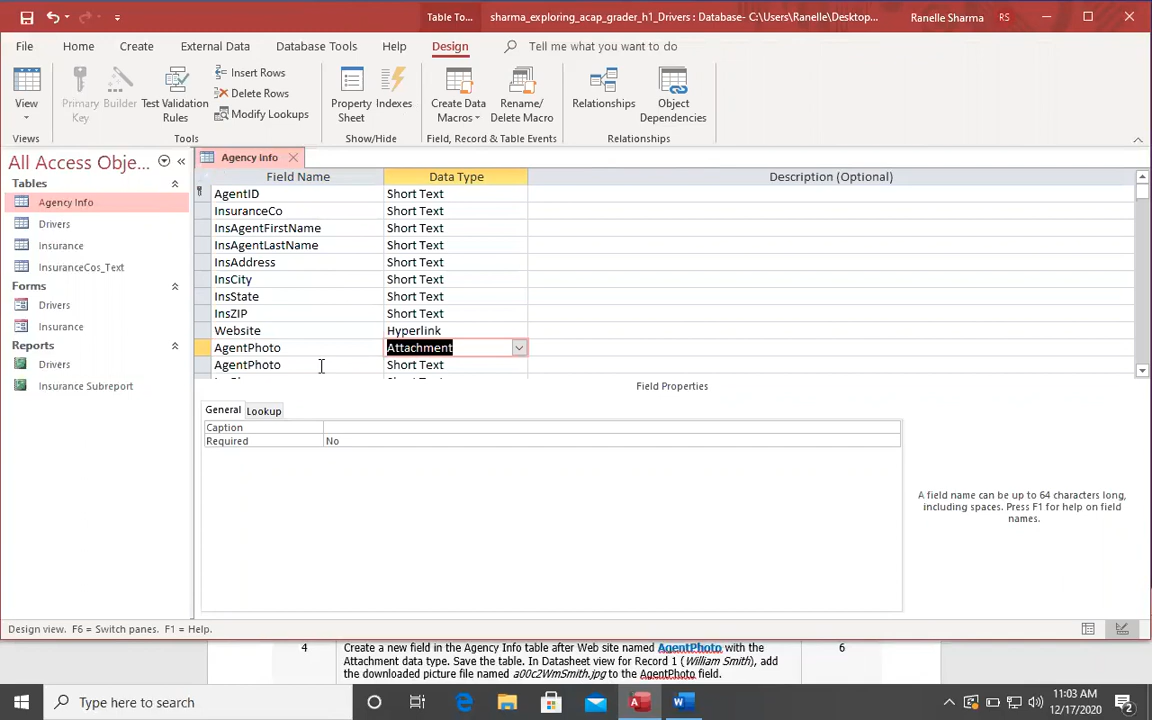 Table To...
sharma_exploring_acap_grader_h1_Drivers : Database- C:\Users\Ranelle\Desktop...
Ranelle Sharma
RS
File
Home
Create
External Data
Database Tools
Help
Design
Tell me what you want to do
View
Primary Key
Builder
Test Validation Rules
Insert Rows
Delete Rows
Modify Lookups
Property Sheet
Indexes
Create Data Macros
Rename/ Delete Macro
Relationships
Object Dependencies
Views
Tools
Show/Hide
Field, Record & Table Events
Relationships
All Access Obje...
Tables
Agency Info
Drivers
Insurance
InsuranceCos_Text
Forms
Drivers
Insurance
Reports
Drivers
Insurance Subreport
Agency Info
Field Name Data Type Description (Optional)
AgentID Short Text
InsuranceCo Short Text
InsAgentFirstName Short Text
InsAgentLastName Short Text
InsAddress Short Text
InsCity Short Text
InsState Short Text
InsZIP Short Text
Website Hyperlink
AgentPhoto Attachment
AgentPhoto Short Text
Field Properties
General Lookup
Caption
Required No
A field name can be up to 64 characters long,
including spaces. Press F1 for help on field
names.
Design view. F6 = Switch panes. F1 = Help.
4 Create a new field in the Agency Info table after Web site named AgentPhoto with the 6
Attachment data type. Save the table. In Datasheet view for Record 1 (William Smith), add
the downloaded picture file named a00c2WmSmith.jpg to the AgentPhoto field.
Type here to search
11:03 AM
12/17/2020
2